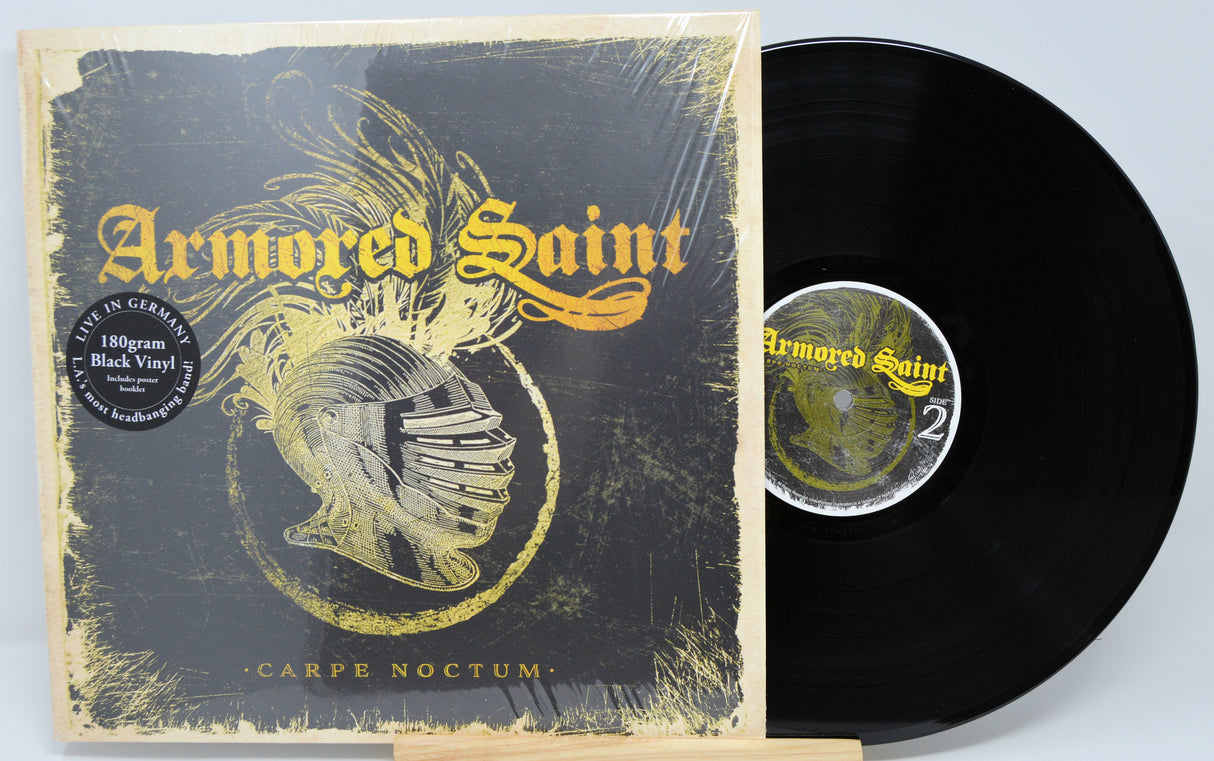 Armored Saint
LIVE IN GERMANY
180gram
Black Vinyl
Includes poster
booklet
L.A.'s most headbanging band!
· CARPE NOCTUM ·
Armored Saint
CARPE NOCTUM
SIDE
2